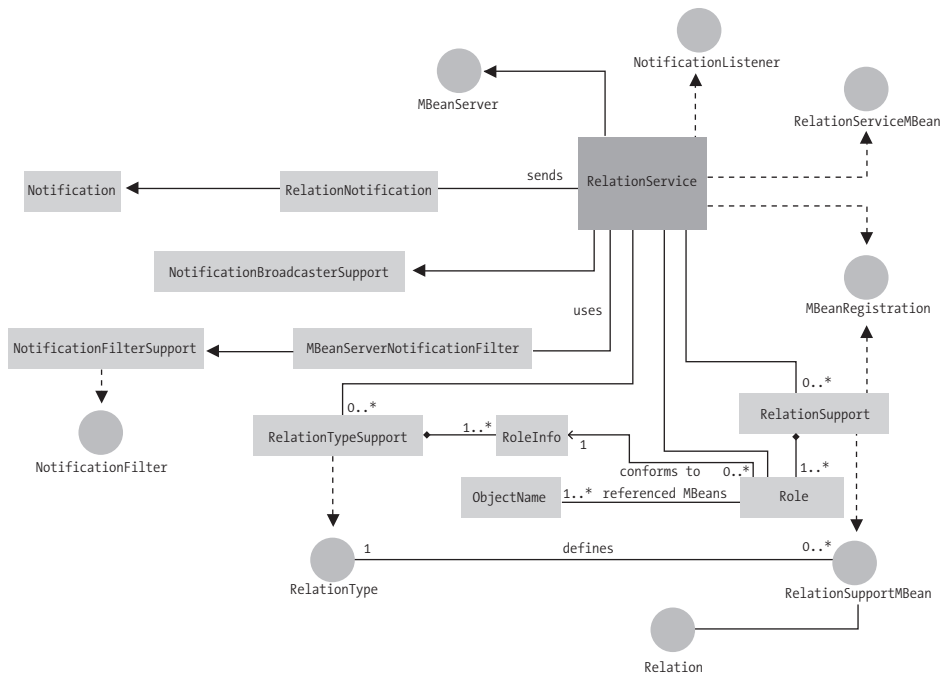 NotificationListener
MBeanServer
RelationServiceMBean
sends
RelationService
Notification
RelationNotification
NotificationBroadcasterSupport
uses
MBeanRegistration
NotificationFilterSupport
MBeanServerNotificationFilter
0..*
0..*
RelationSupport
RelationTypeSupport
1..*
RoleInfo
1
NotificationFilter
conforms to
0..*
1..*
ObjectName
1..*
referenced MBeans
Role
1
defines
0..*
RelationType
RelationSupportMBean
Relation